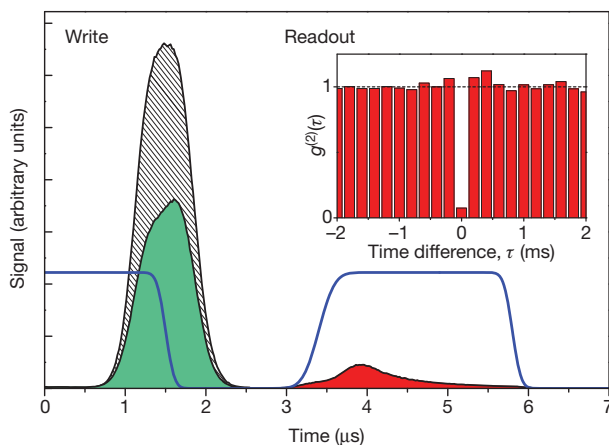 Write
Readout
Signal (arbitrary units)
g(2)(τ)
1
0
−2
−1
0
1
2
Time difference, τ (ms)
0
1
2
3
4
5
6
7
Time (μs)